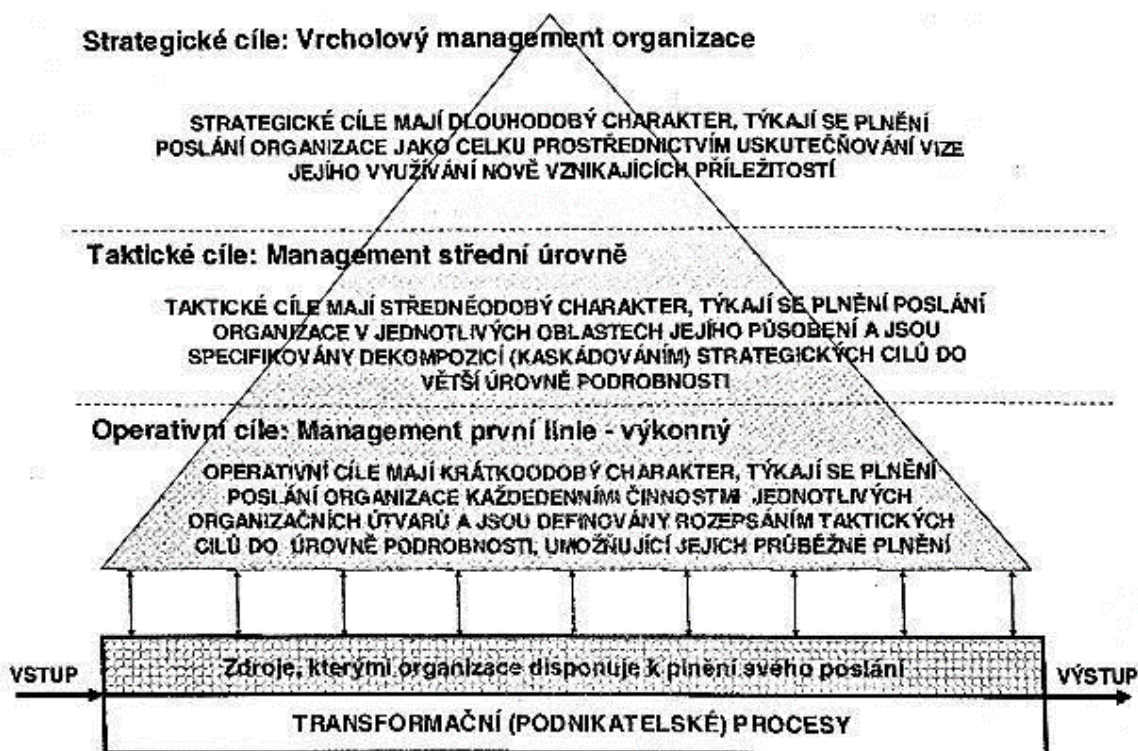 Strategické cíle: Vrcholový management organizace
STRATEGICKÉ CÍLE MAJÍ DLOUHODOBÝ CHARAKTER, TÝKAJÍ SE PLNĚNÍ
POSLÁNÍ ORGANIZACE JAKO CELKU PROSTŘEDNICTVÍM USKUTEČŇOVÁNÍ VIZE
JEJÍHO VYUŽÍVÁNÍ NOVĚ VZNIKAJÍCÍCH PŘÍLEŽITOSTÍ
Taktické cíle: Management střední úrovně
TAKTICKÉ CÍLE MAJÍ STŘEDNĚODOBÝ CHARAKTER, TÝKAJÍ SE PLNĚNÍ POSLÁNÍ
ORGANIZACE V JEDNOTLIVÝCH OBLASTECH JEJÍHO PŮSOBENÍ A JSOU
SPECIFIKOVÁNY DEKOMPOZICÍ (KASKÁDOVÁNÍM) STRATEGICKÝCH CILŮ DO
VĚTŠÍ ÚROVNĚ PODROBNOSTI
Operativní cíle: Management první linie - výkonný
OPERATIVNÍ CÍLE MAJÍ KRÁTKOODOBÝ CHARAKTER, TÝKAJÍ SE PLNĚNÍ
POSLÁNÍ ORGANIZACE KAŽDEDENNÍMI ČINNOSTMI JEDNOTLIVÝCH
ORGANIZAČNÍCH ÚTVARŮ A JSOU DEFINOVÁNY ROZEPSÁNÍM TAKTICKÝCH
CILŮ DO ÚROVNĚ PODROBNOSTI, UMOŽŇUJÍCÍ JEJICH PRŮBĚŽNÉ PLNĚNÍ
Zdroje, kterými organizace disponuje k plnění svého poslání
VSTUP
VÝSTUP
TRANSFORMAČNÍ (PODNIKATELSKÉ) PROCESY